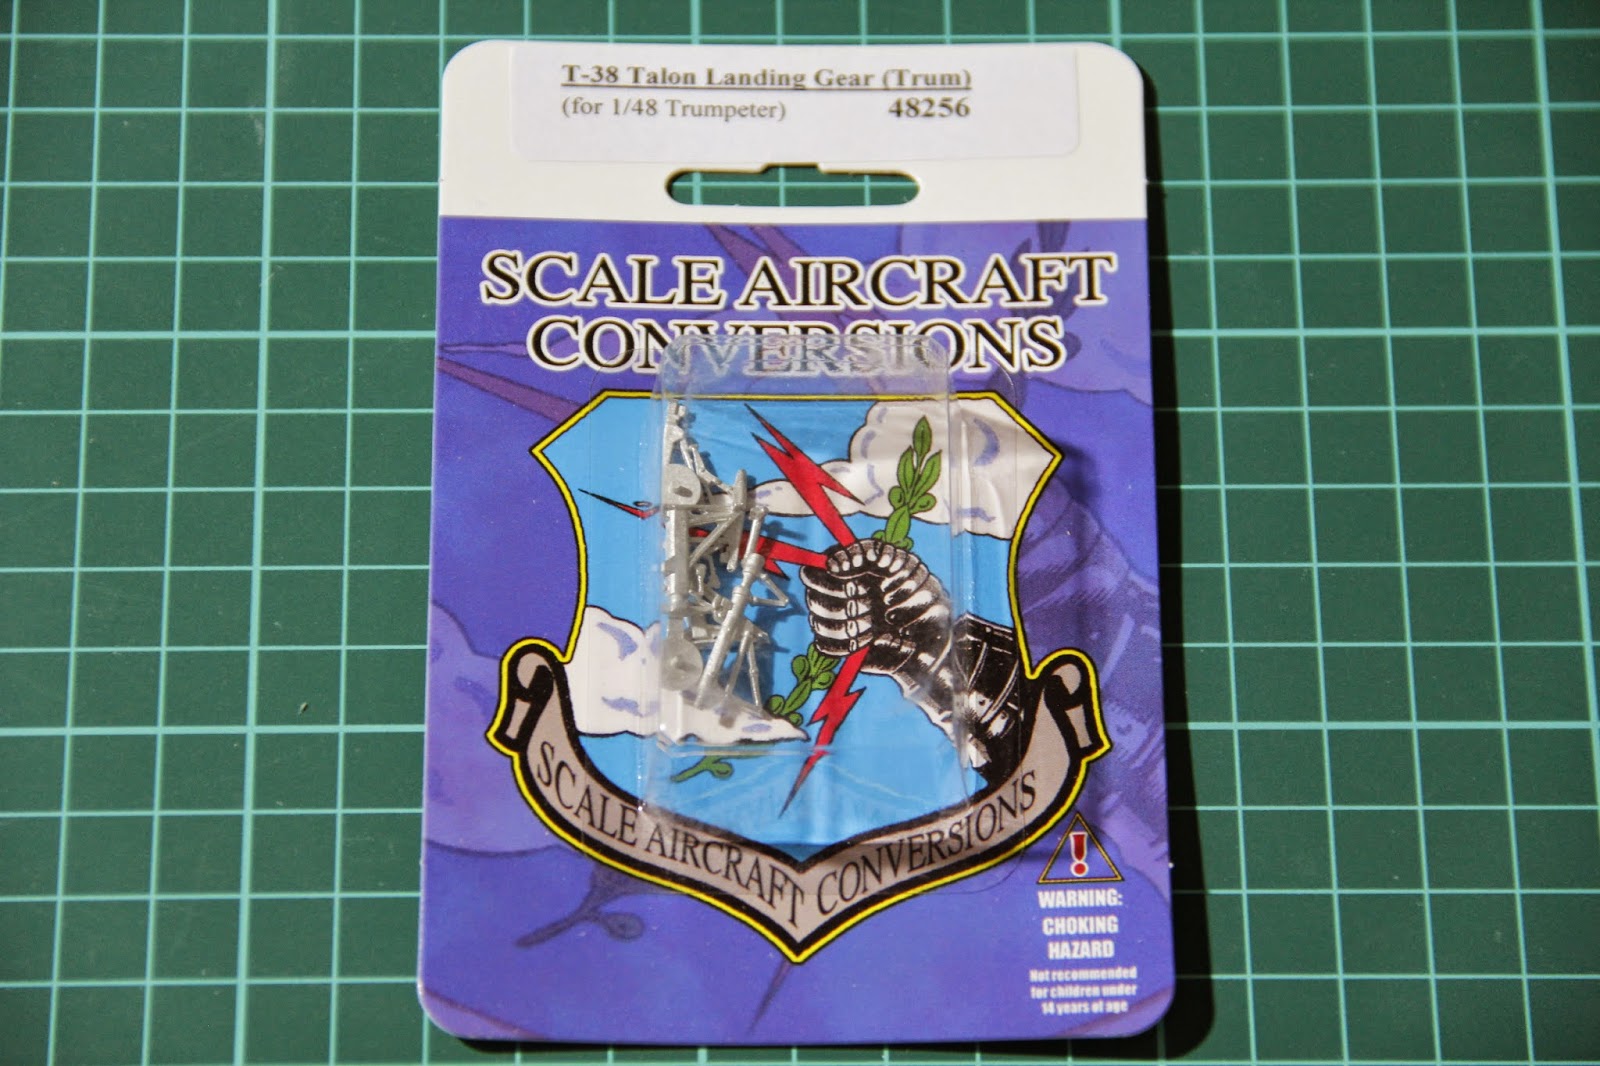 T-38 Talon Landing Gear (Trum)
(for 1/48 Trumpeter) 48256
SCALE AIRCRAFT
CONVERSIONS
SCALE AIRCRAFT CONVERSIONS
WARNING:
CHOKING
HAZARD
Not recommended
for children under
14 years of age